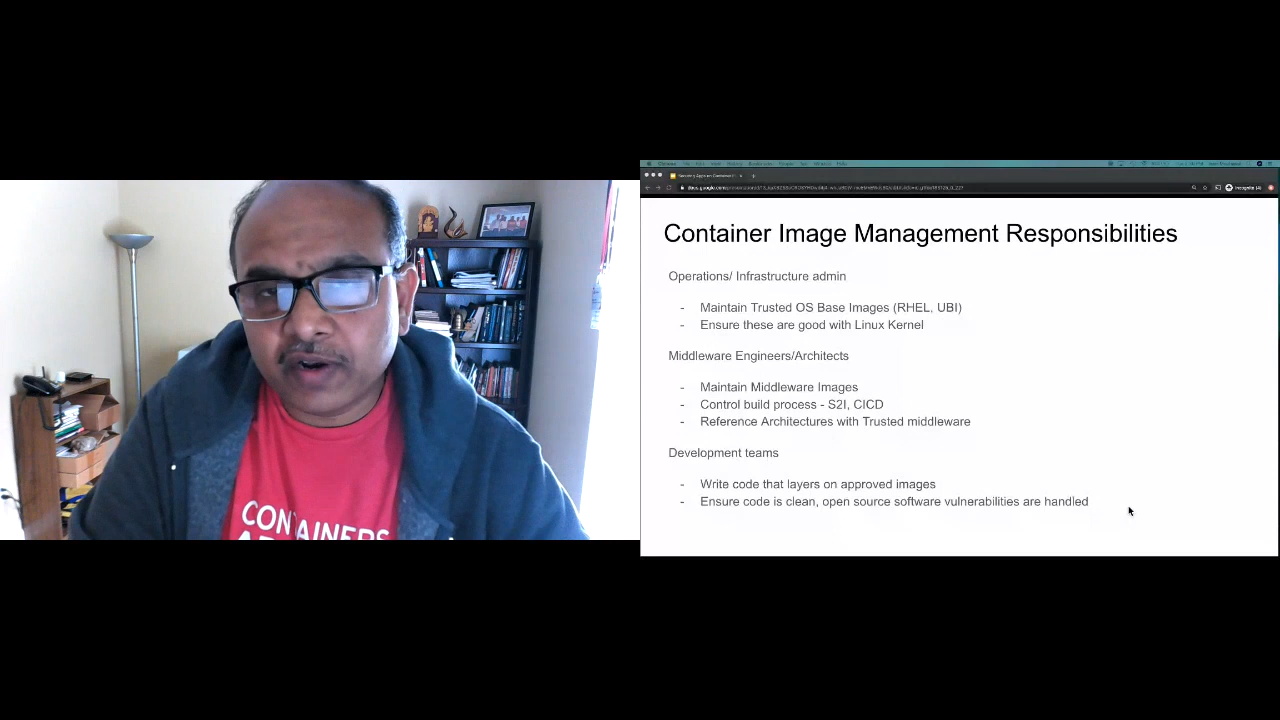 CONTAINERS
Container Image Management Responsibilities
Operations/ Infrastructure admin
- Maintain Trusted OS Base Images (RHEL, UBI)
- Ensure these are good with Linux Kernel
Middleware Engineers/Architects
- Maintain Middleware Images
- Control build process - S2I, CICD
- Reference Architectures with Trusted middleware
Development teams
- Write code that layers on approved images
- Ensure code is clean, open source software vulnerabilities are handled